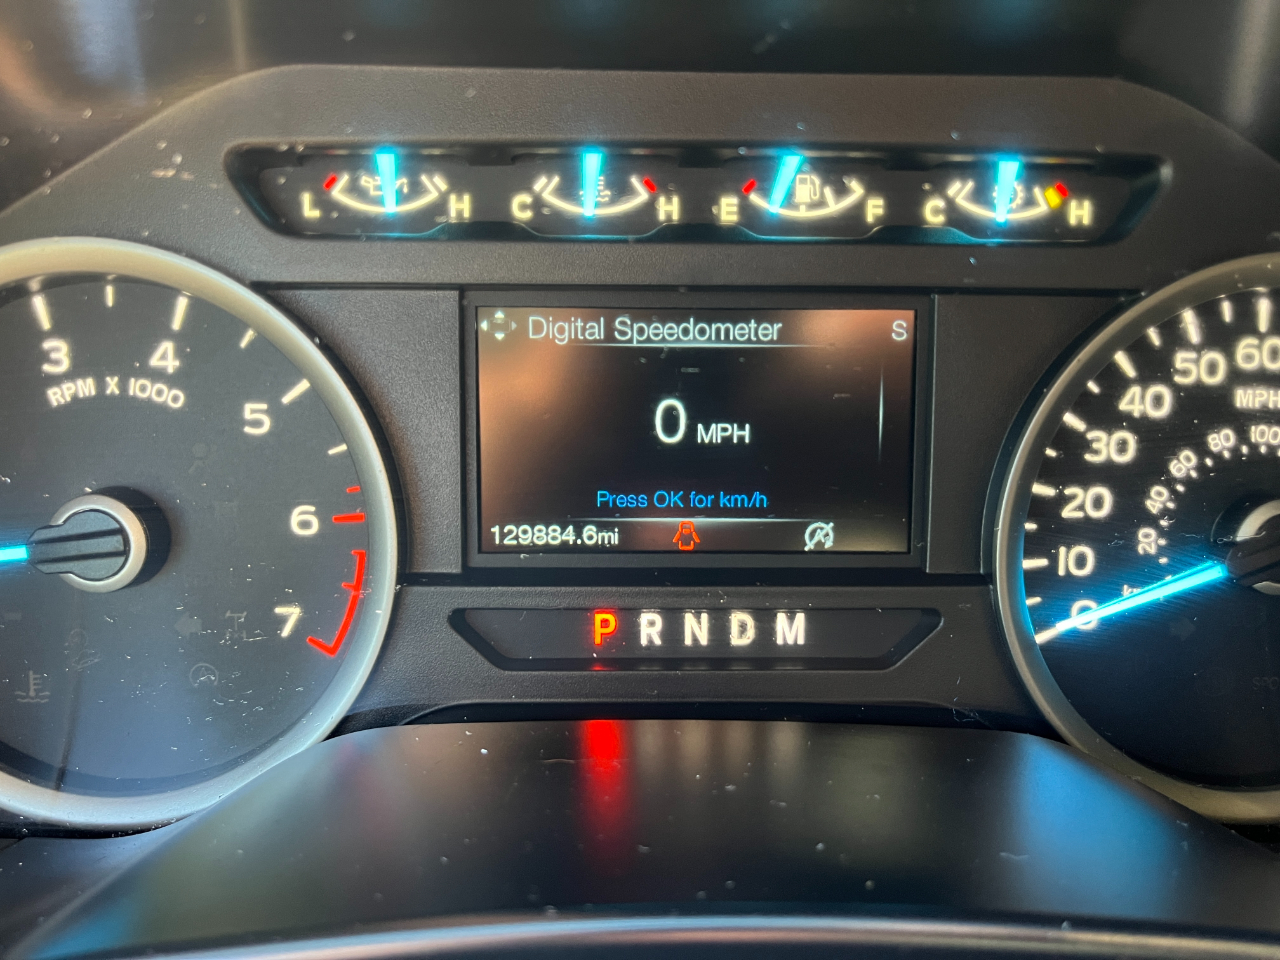 L H C H E F C H
Digital Speedometer S
0 MPH
Press OK for km/h
129884.6mi
P R N D M
3 4 5 6 7
RPM X 1000
0 10 20 30 40 50 60
MPH
20 40 60 80 100